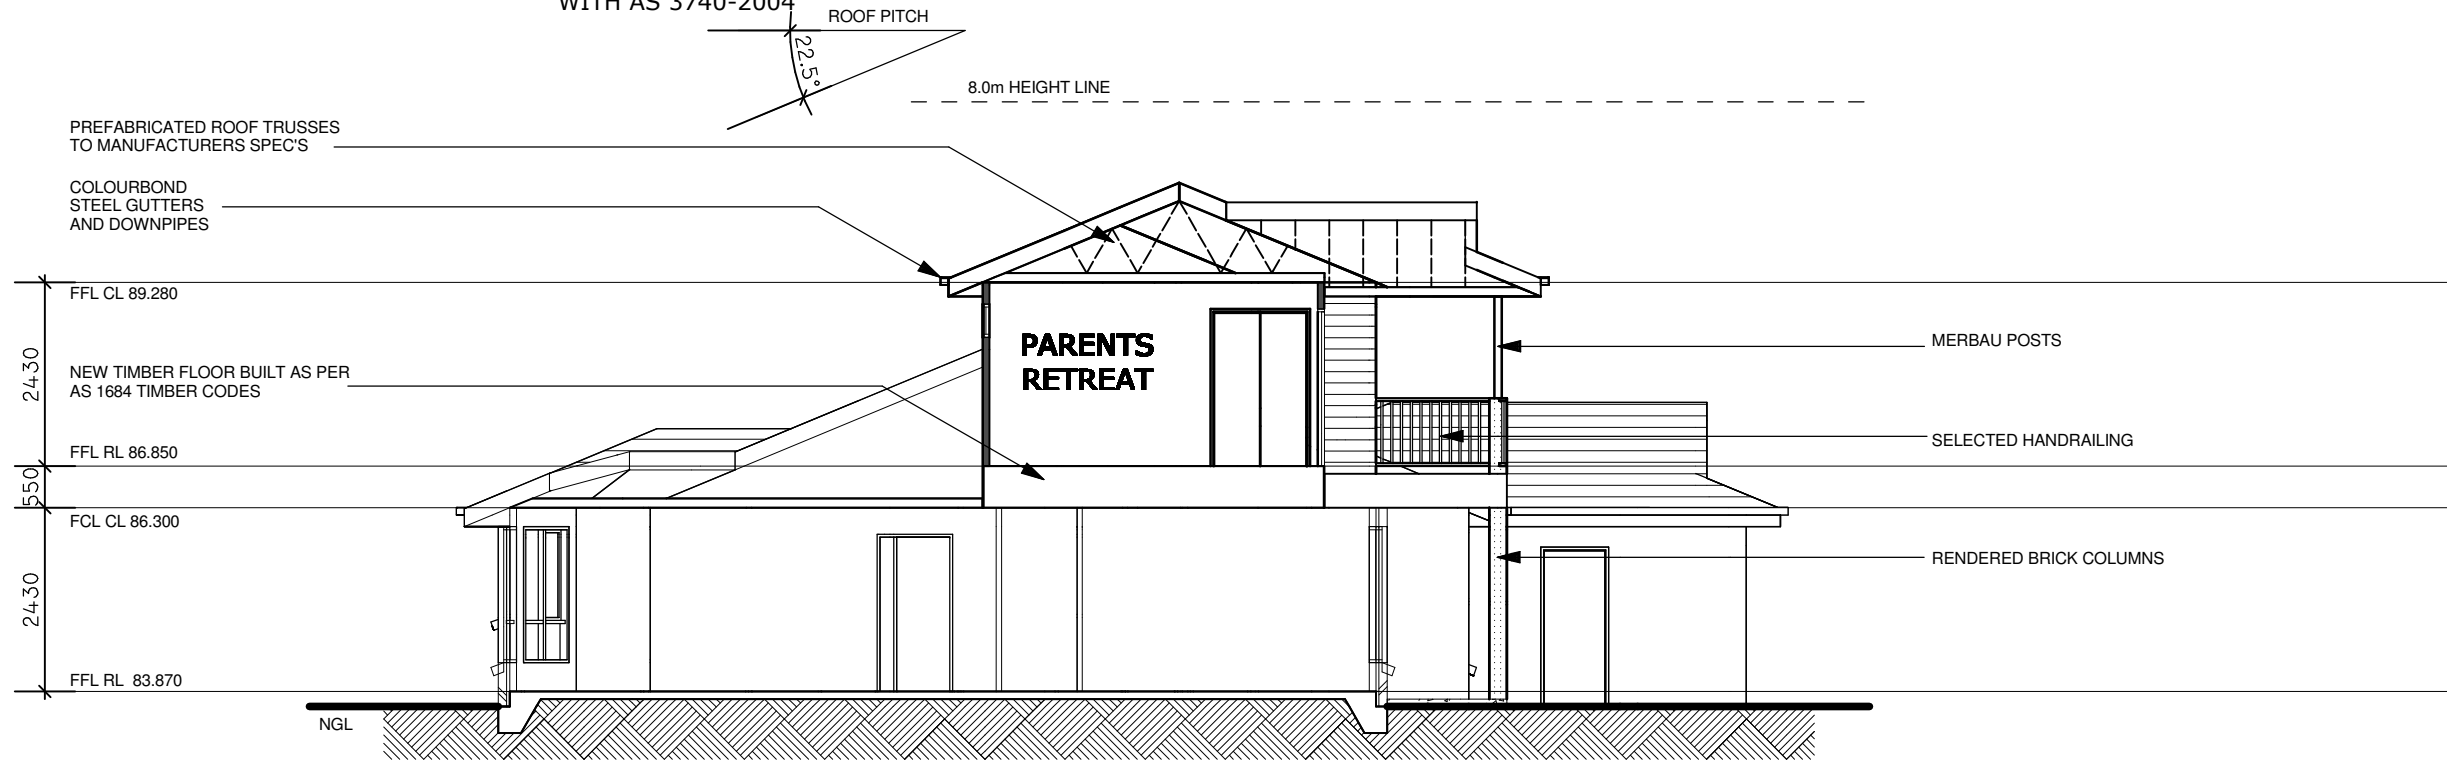 WITH AS 3740-2004
ROOF PITCH
22.5°
8.0m HEIGHT LINE
PREFABRICATED ROOF TRUSSES
TO MANUFACTURERS SPEC'S
COLOURBOND
STEEL GUTTERS
AND DOWNPIPES
FFL CL 89.280
2430
PARENTS
RETREAT
MERBAU POSTS
NEW TIMBER FLOOR BUILT AS PER
AS 1684 TIMBER CODES
SELECTED HANDRAILING
FFL RL 86.850
550
FCL CL 86.300
RENDERED BRICK COLUMNS
2430
FFL RL 83.870
NGL